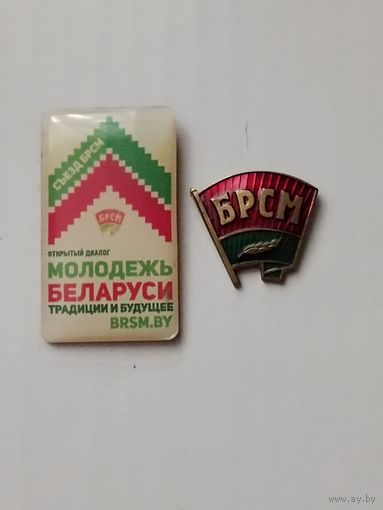 СЪЕЗД БРСМ
БРСМ
ОТКРЫТЫЙ ДИАЛОГ
МОЛОДЕЖЬ
БЕЛАРУСИ
ТРАДИЦИИ И БУДУЩЕЕ
BRSM.BY
БРСМ
www.ay.by